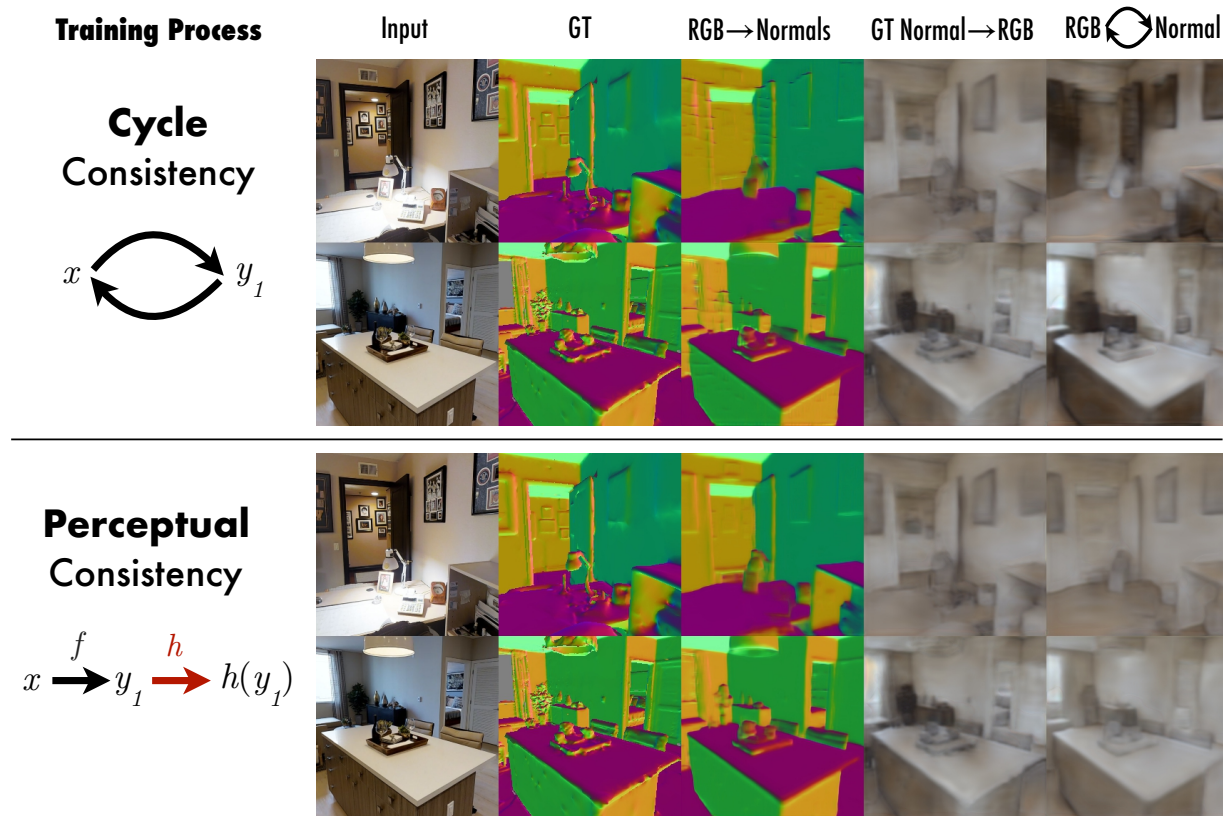 Training Process Input GT RGB→Normals GT Normal→RGB RGB Normal
Cycle
Consistency
x y₁
Perceptual
Consistency
f h
x y₁ h(y₁)